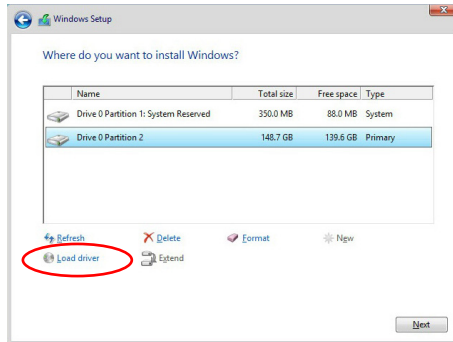 Windows Setup
Where do you want to install Windows?
Name Total size Free space Type
Drive 0 Partition 1: System Reserved 350.0 MB 88.0 MB System
Drive 0 Partition 2 148.7 GB 139.6 GB Primary
Refresh Delete Format New
Load driver Extend
Next